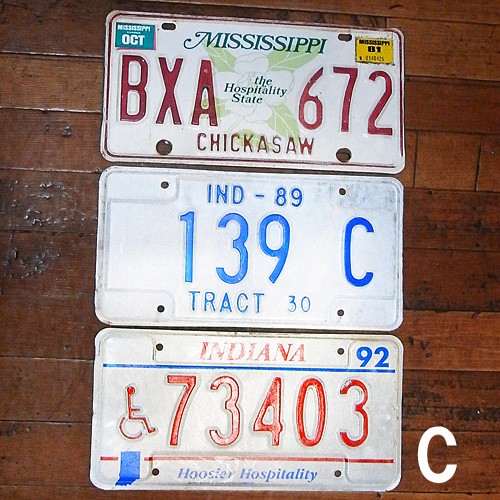 MISSISSIPPI
OCT
MISSISSIPPI
MISSISSIPPI
81
BXA 672
the
Hospitality
State
CHICKASAW
IND - 89
139 C
TRACT 30
INDIANA
92
73403
Hoosier Hospitality
C